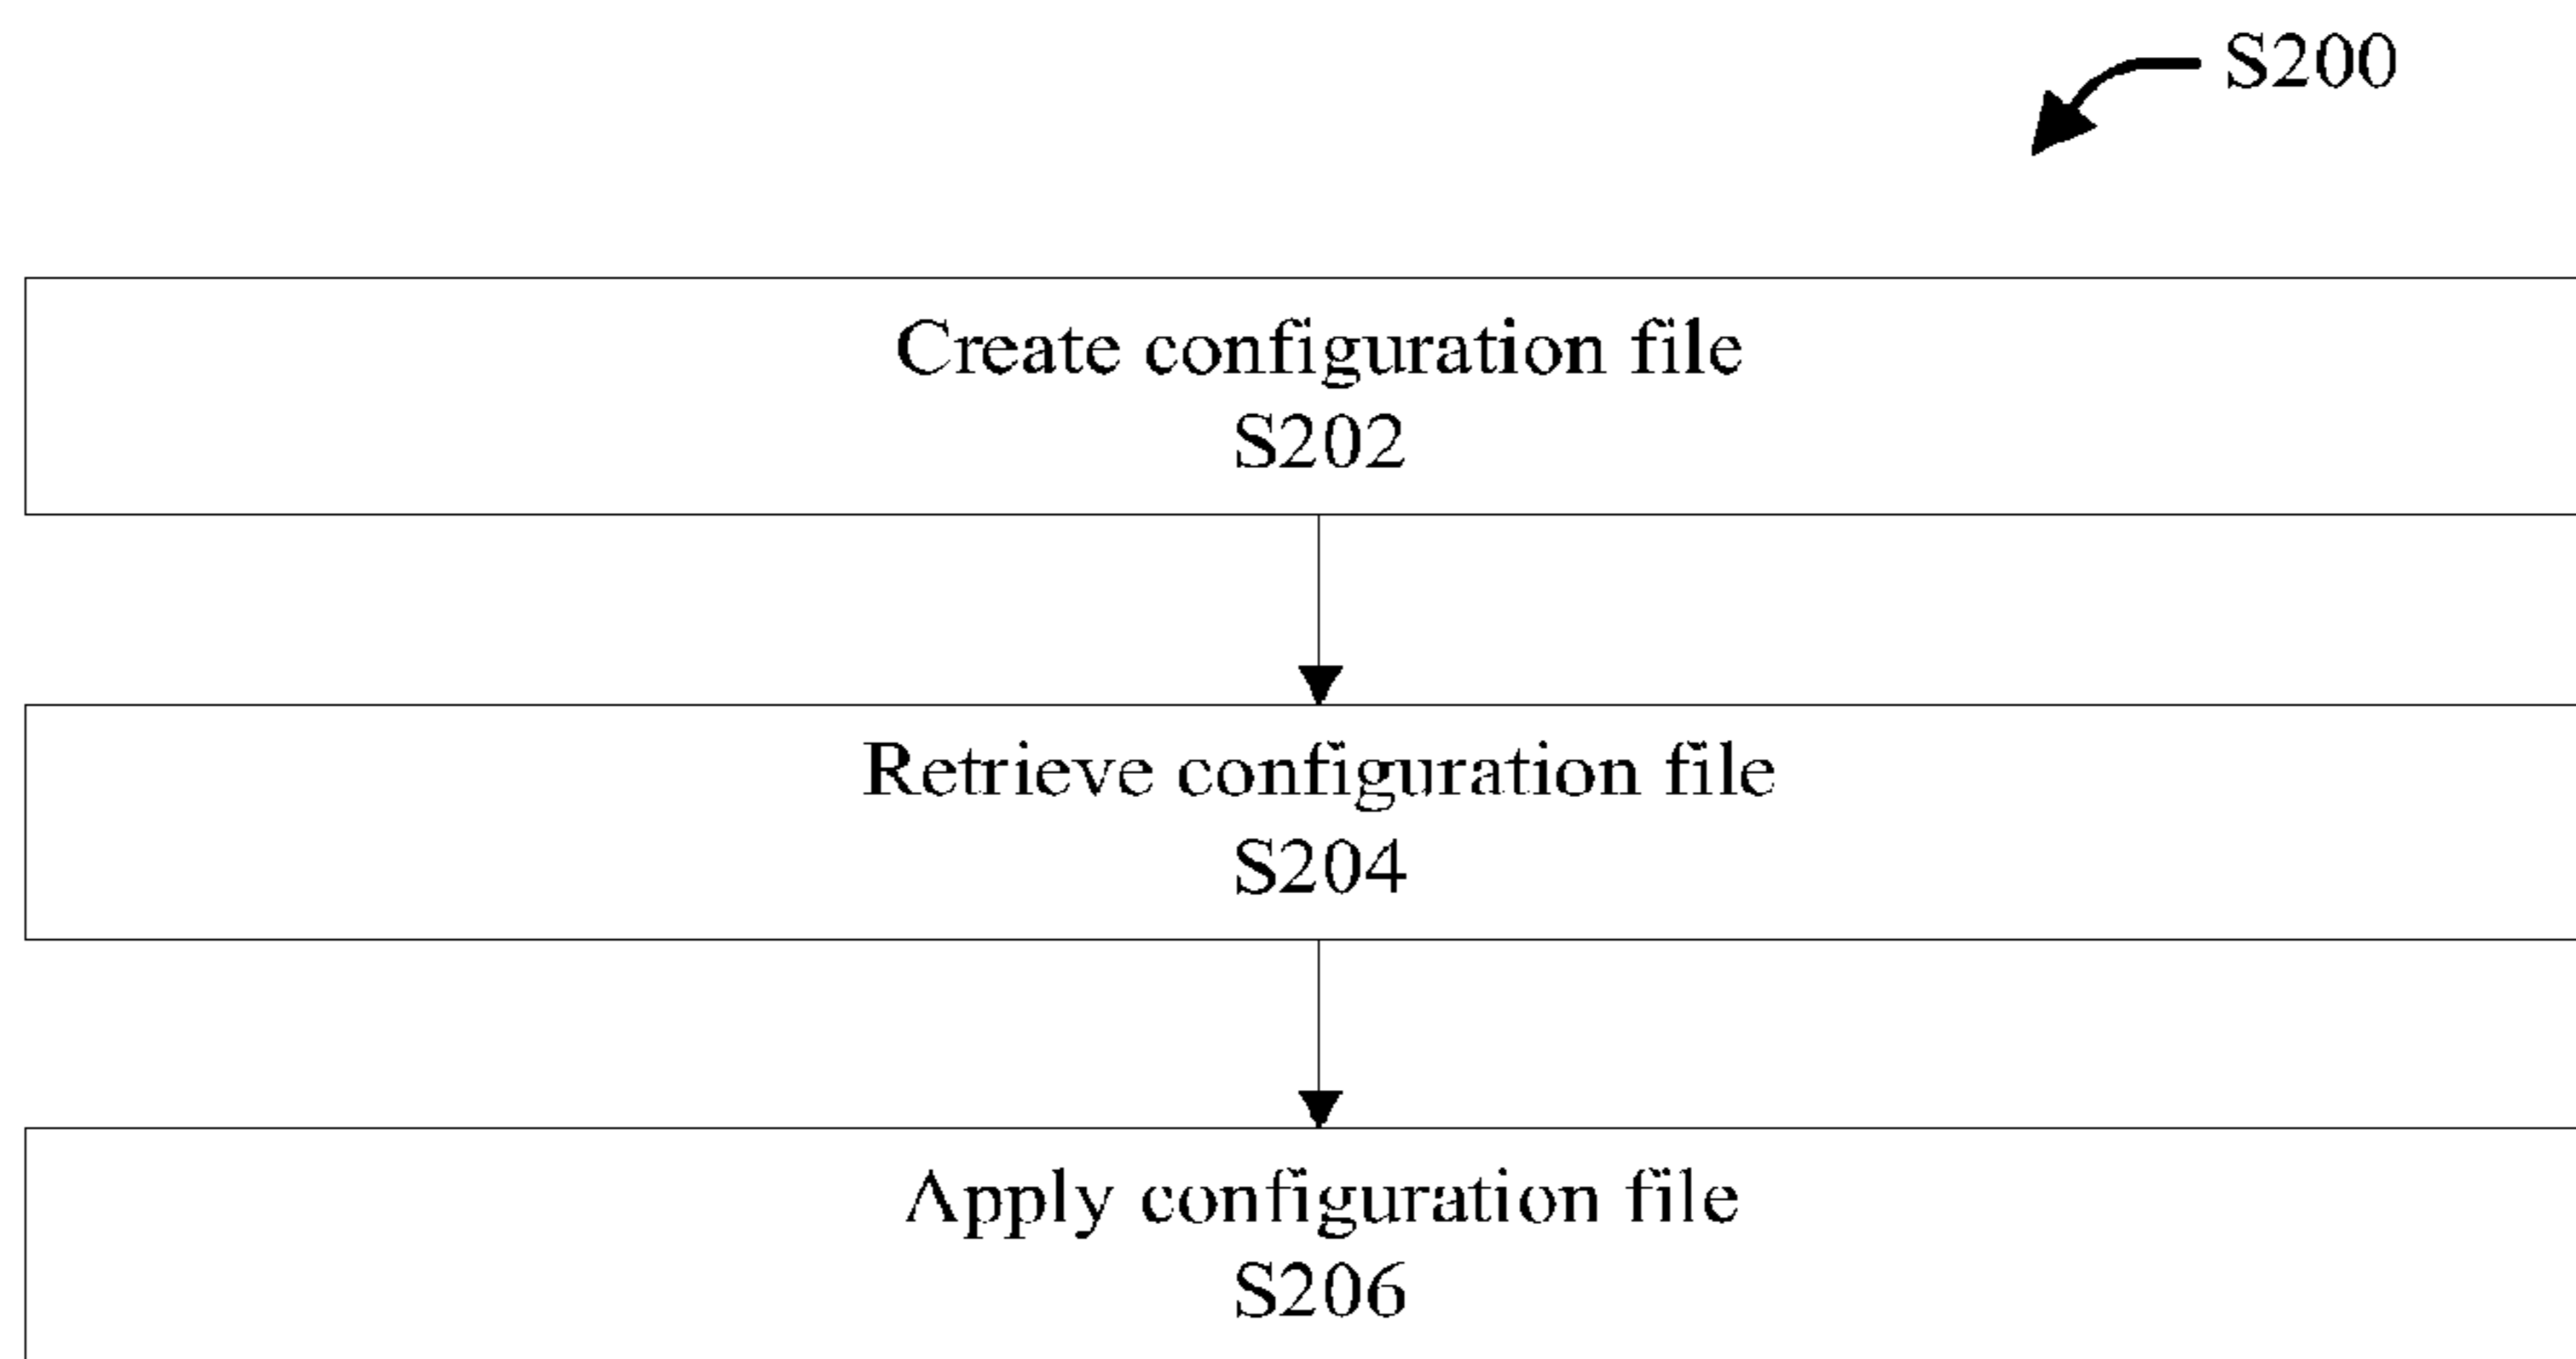 S200
Create configuration file
S202
Retrieve configuration file
S204
Apply configuration file
S206